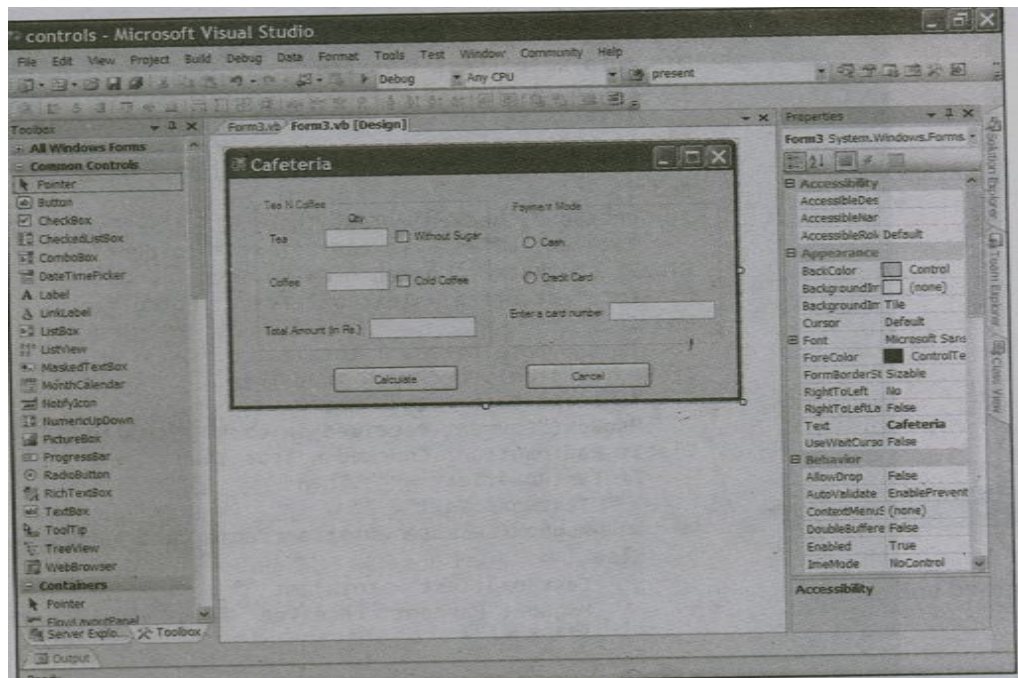 controls - Microsoft Visual Studio
File Edit View Project Build Debug Data Format Tools Test Window Community Help
Debug Any CPU present
Toolbox
All Windows Forms
Common Controls
Pointer
Button
CheckBox
CheckedListBox
ComboBox
DateTimePicker
Label
LinkLabel
ListBox
ListView
MaskedTextBox
MonthCalendar
NotifyIcon
NumericUpDown
PictureBox
ProgressBar
RadioButton
RichTextBox
TextBox
ToolTip
TreeView
WebBrowser
Containers
Pointer
FlowLayoutPanel
Server Explo... Toolbox
Output
Form3.vb Form3.vb [Design]
Cafeteria
Tea N Coffee
Qty
Tea Without Sugar
Coffee Cold Coffee
Total Amount (in Rs.)
Calculate
Payment Mode
Cash
Credit Card
Enter a card number
Cancel
Properties
Form3 System.Windows.Forms.
Accessibility
AccessibleDes
AccessibleNar
AccessibleRol Default
Appearance
BackColor Control
BackgroundIm (none)
BackgroundIm Tile
Cursor Default
Font Microsoft Sans
ForeColor ControlTe
FormBorderSt Sizable
RightToLeft No
RightToLeftLa False
Text Cafeteria
UseWaitCurso False
Behavior
AllowDrop False
AutoValidate EnablePrevent
ContextMenuS (none)
DoubleBuffere False
Enabled True
ImeMode NoControl
Accessibility
Solution Explorer
Team Explorer
Class View